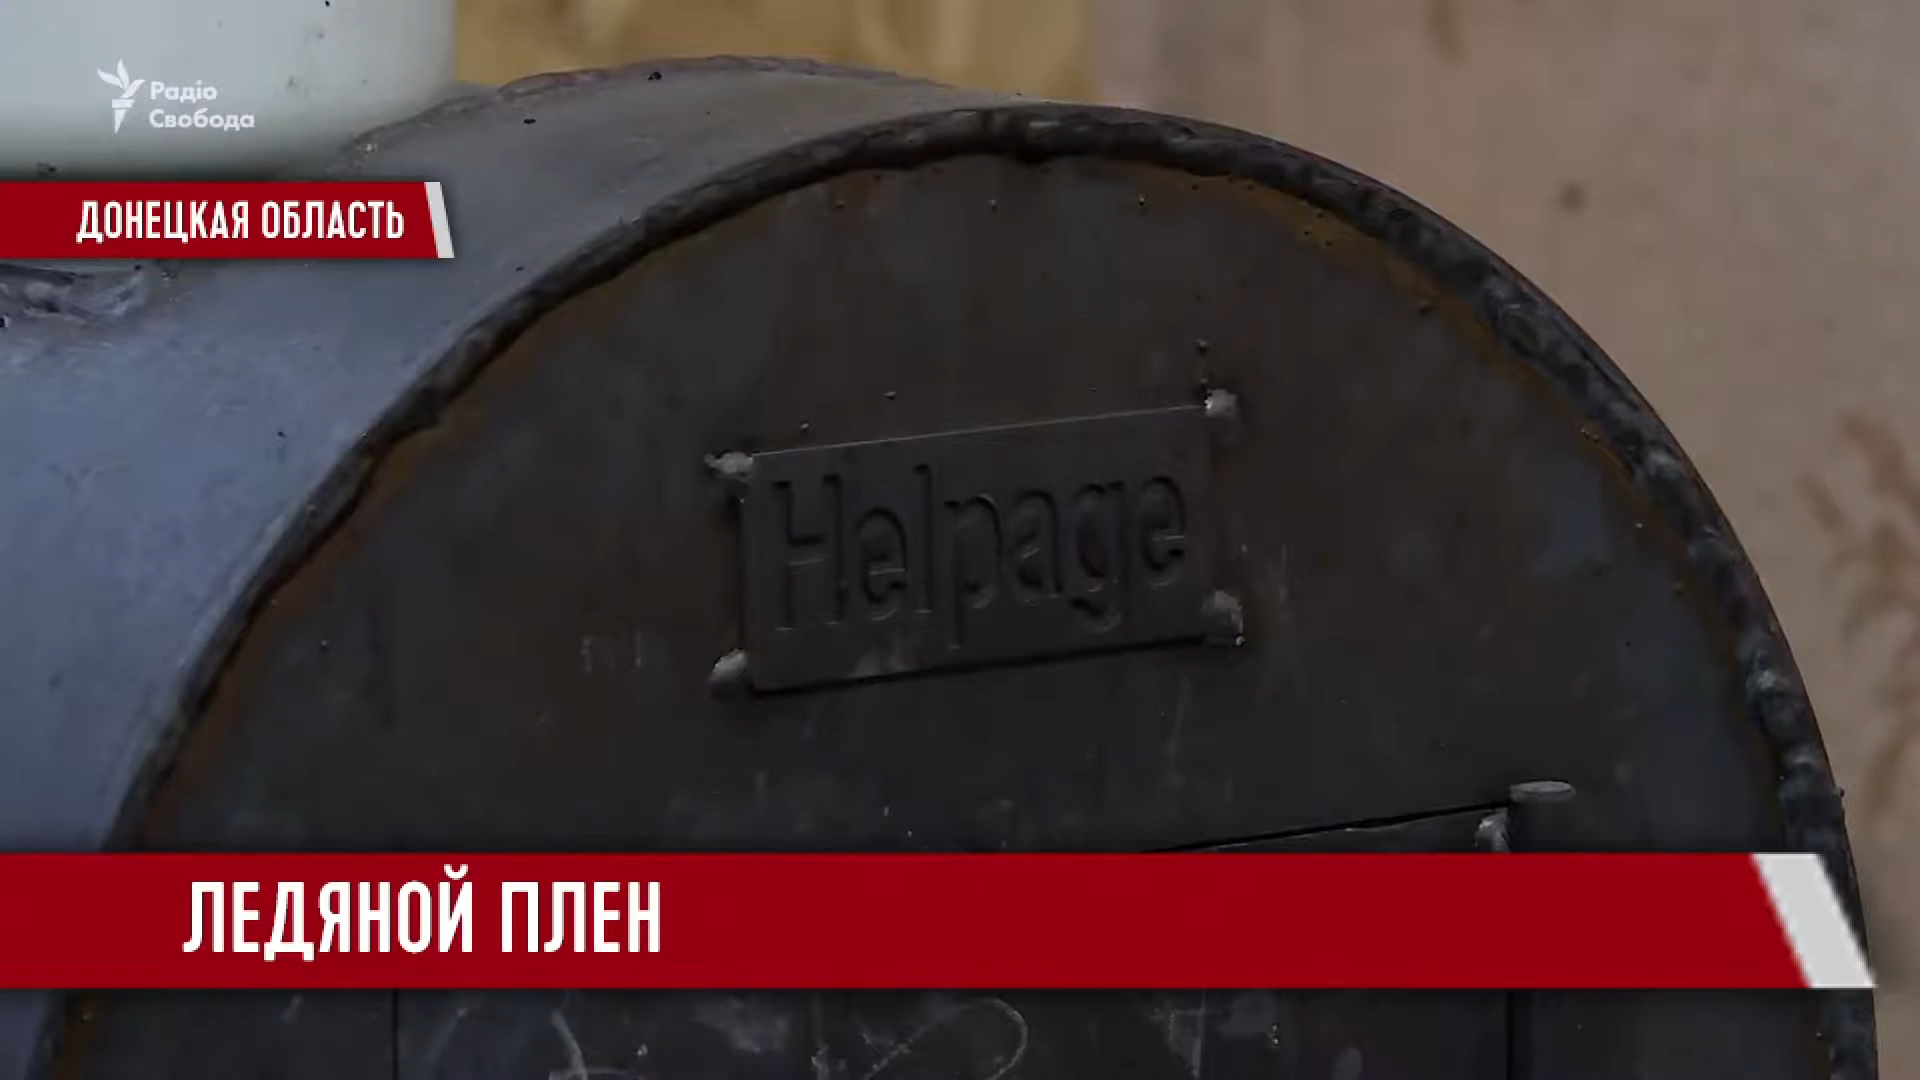 Радіо
Свобода
ДОНЕЦКАЯ ОБЛАСТЬ
Helpage
ЛЕДЯНОЙ ПЛЕН